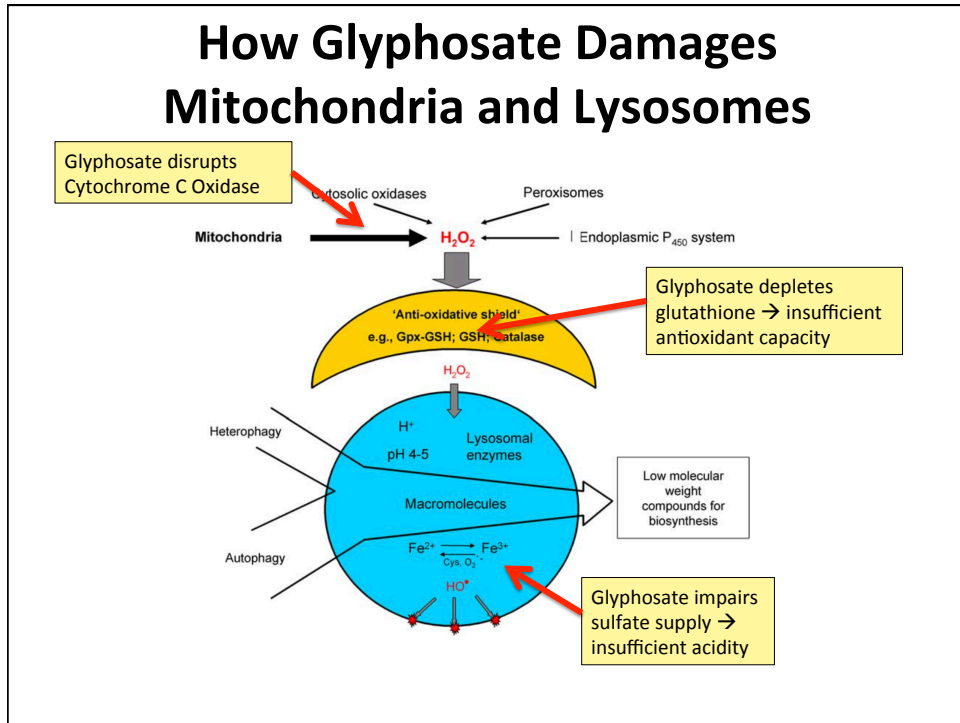 How Glyphosate Damages
Mitochondria and Lysosomes
Glyphosate disrupts
Cytochrome C Oxidase
Cytosolic oxidases
Peroxisomes
Mitochondria
H₂O₂
Endoplasmic P₄₅₀ system
Glyphosate depletes
glutathione → insufficient
antioxidant capacity
'Anti-oxidative shield'
e.g., Gpx-GSH; GSH; Catalase
H₂O₂
Heterophagy
H⁺
pH 4-5
Lysosomal
enzymes
Low molecular
weight
compounds for
biosynthesis
Macromolecules
Autophagy
Fe²⁺
Fe³⁺
Cys, O₂˙⁻
HO•
Glyphosate impairs
sulfate supply →
insufficient acidity